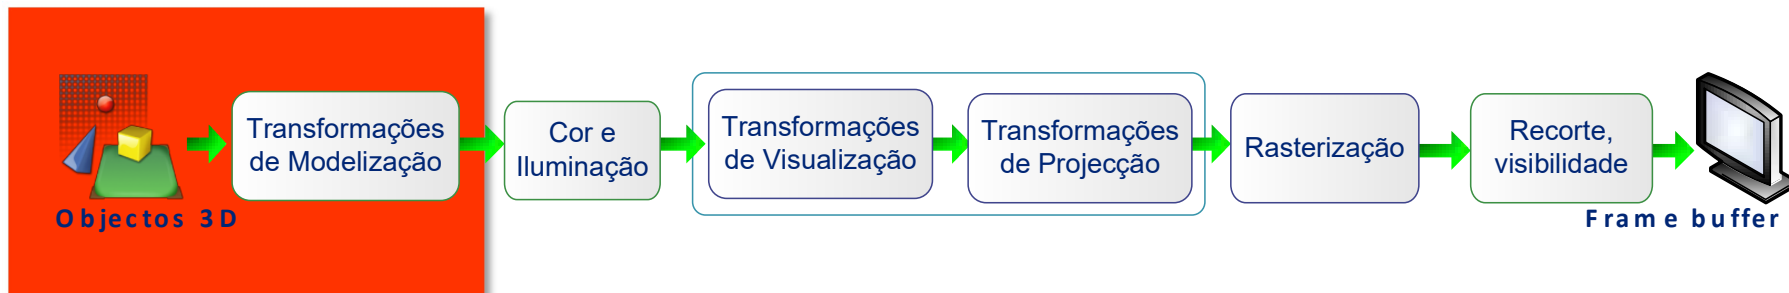 Transformações
de Modelização
Objectos 3D
Cor e
Iluminação
Transformações
de Visualização
Transformações
de Projecção
Rasterização
Recorte,
visibilidade
Frame buffer